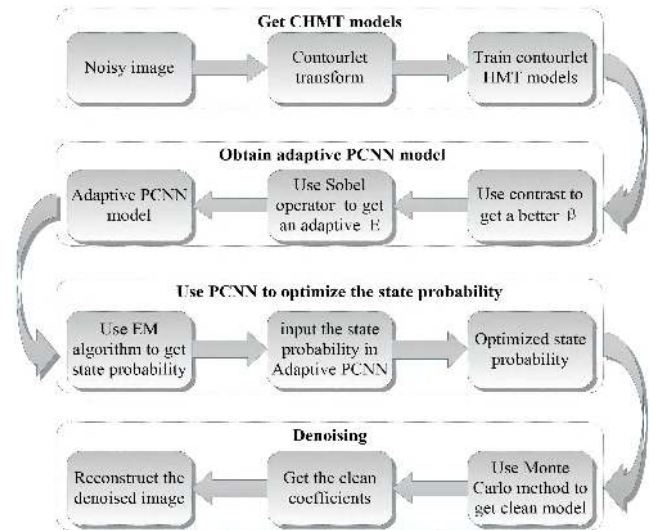 Get CHMT models
Noisy image
Contourlet
transform
Train contourlet
HMT models
Obtain adaptive PCNN model
Adaptive PCNN
model
Use Sobel
operator to get
an adaptive E
Use contrast to
get a better β
Use PCNN to optimize the state probability
Use EM
algorithm to get
state probability
input the state
probability in
Adaptive PCNN
Optimized state
probability
Denoising
Reconstruct the
denoised image
Get the clean
coefficients
Use Monte
Carlo method to
get clean model